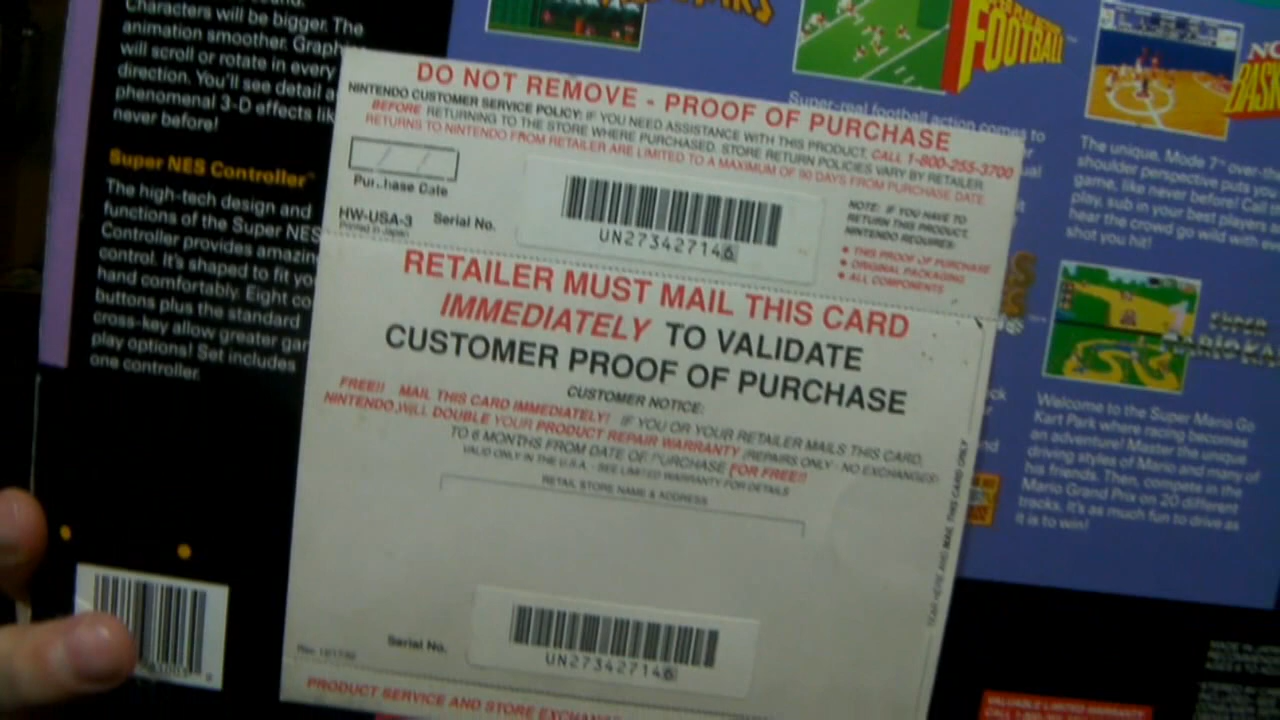 Characters will be bigger. The
animation smoother.
will scroll or rotate in every
direction. You'll see detail
phenomenal 3-D effects
never before!
Super NES Controller
The high-tech design and
functions of the Super NES
Controller provides
control. It's shaped to fit
hand comfortably. Eight
buttons plus the standard
cross-key allow greater
play options! Set includes
one controller.
DO NOT REMOVE - PROOF OF PURCHASE
NINTENDO CUSTOMER SERVICE POLICY: IF YOU NEED ASSISTANCE WITH THIS PRODUCT, CALL 1-800-255-3700
BEFORE RETURNING TO THE STORE WHERE PURCHASED. STORE RETURN POLICIES VARY BY RETAILER.
RETURNS TO NINTENDO FROM RETAILER ARE LIMITED TO A MAXIMUM OF 90 DAYS FROM PURCHASE DATE.
Purchase Date
HW-USA-3
Printed in Japan
Serial No.
UN273427146
NOTE: IF YOU HAVE TO
RETURN THIS PRODUCT,
NINTENDO REQUIRES:
• THIS PROOF OF PURCHASE
• ORIGINAL PACKAGING
• ALL COMPONENTS
RETAILER MUST MAIL THIS CARD
IMMEDIATELY TO VALIDATE
CUSTOMER PROOF OF PURCHASE
CUSTOMER NOTICE:
FREE!! MAIL THIS CARD IMMEDIATELY! IF YOU OR YOUR RETAILER MAILS THIS CARD,
NINTENDO WILL DOUBLE YOUR PRODUCT REPAIR WARRANTY (REPAIRS ONLY - NO EXCHANGES)
TO 6 MONTHS FROM DATE OF PURCHASE FOR FREE!!
VALID ONLY IN THE U.S.A. - SEE LIMITED WARRANTY FOR DETAILS
RETAIL STORE NAME & ADDRESS
TEAR HERE AND MAIL THIS CARD ONLY
Serial No.
UN273427146
PRODUCT SERVICE AND STORE
FOOTBALL
Super-real football action comes to
The unique, Mode 7
shoulder perspective puts
game, like never before! Call
play, sub in your best players
hear the crowd go wild with
shot you hit!
SUPER
MARIO
Welcome to the Super Mario Go
Kart Park where racing becomes
an adventure! Master the unique
driving styles of Mario and many of
his friends. Then, compete in the
Mario Grand Prix on 20 different
tracks. It's as much fun to drive as
it is to win!